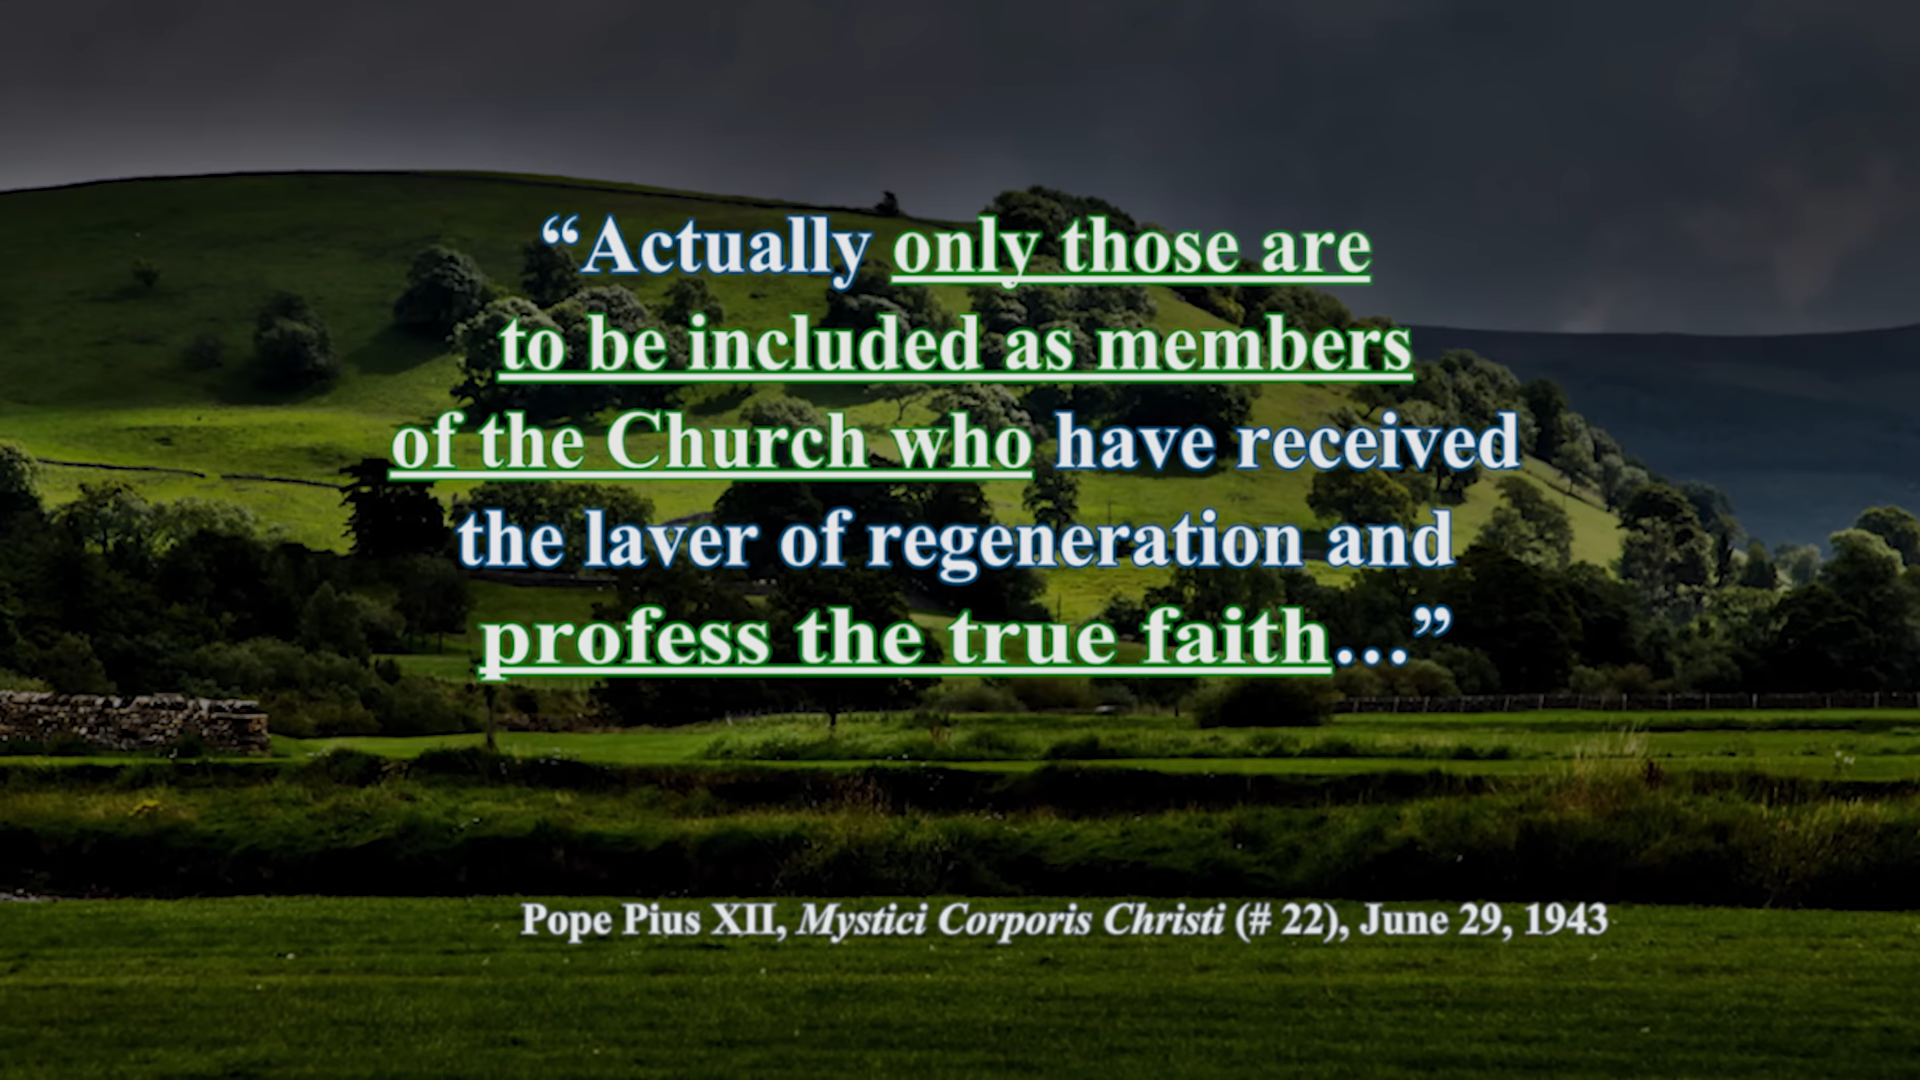 “Actually only those are
to be included as members
of the Church who have received
the laver of regeneration and
profess the true faith…”
Pope Pius XII, Mystici Corporis Christi (# 22), June 29, 1943